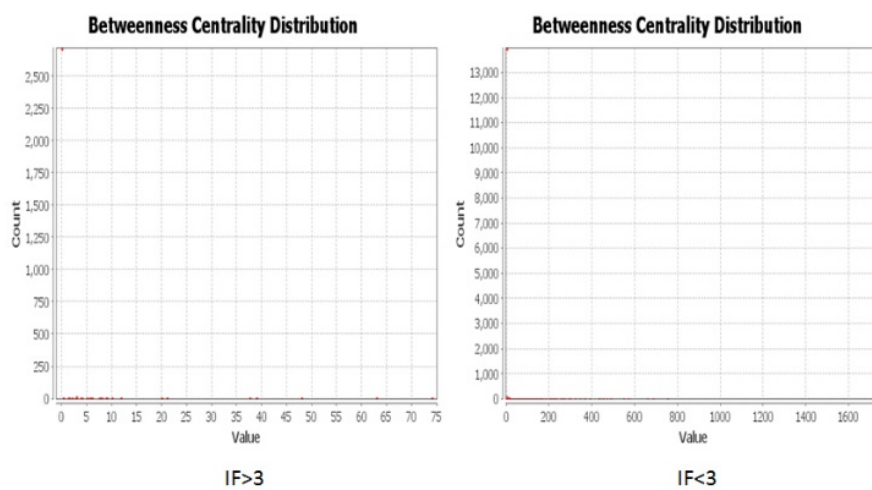 Betweenness Centrality Distribution
2,500
2,250
2,000
1,750
1,500
1,250
1,000
750
500
250
0
Count
0 5 10 15 20 25 30 35 40 45 50 55 60 65 70 75
Value
IF>3
Betweenness Centrality Distribution
13,000
12,000
11,000
10,000
9,000
8,000
7,000
6,000
5,000
4,000
3,000
2,000
1,000
0
Count
0 200 400 600 800 1000 1200 1400 1600
Value
IF<3